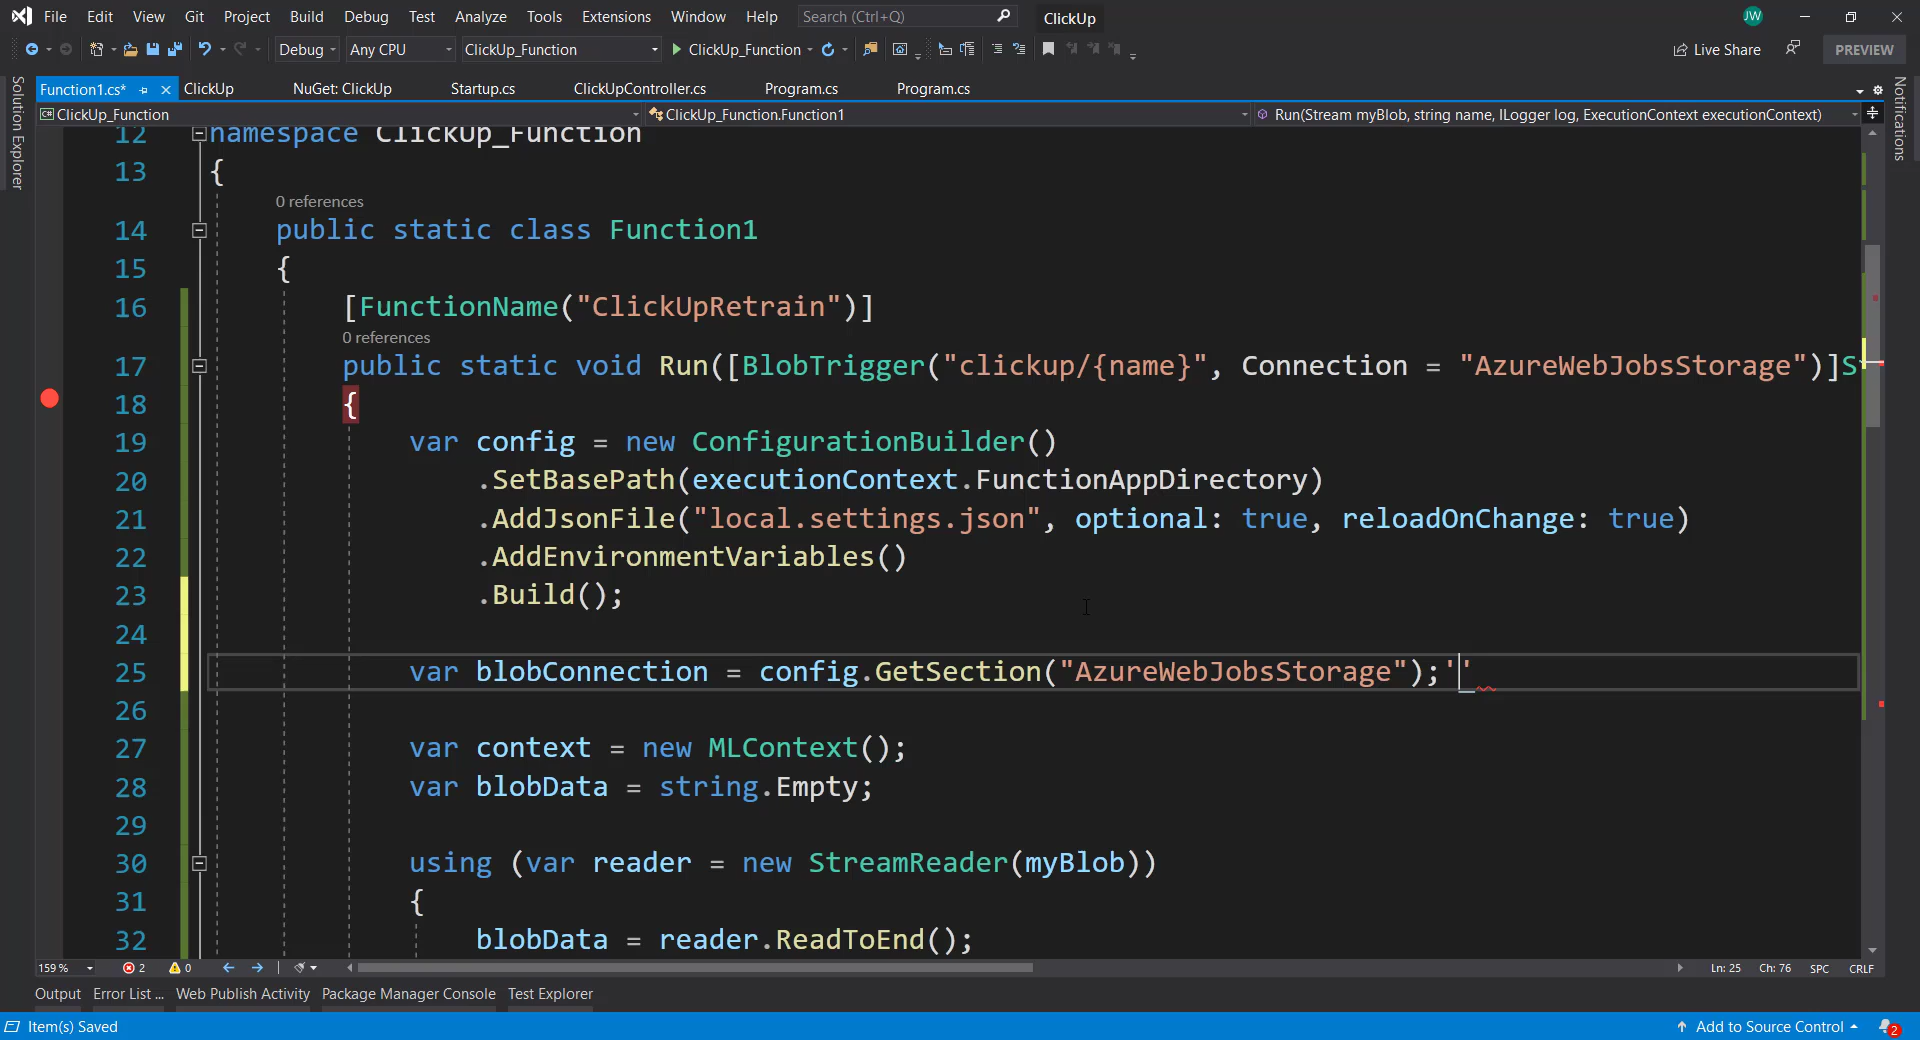 File Edit View Git Project Build Debug Test Analyze Tools Extensions Window Help Search (Ctrl+Q) ClickUp JW
Debug Any CPU ClickUp_Function ClickUp_Function Live Share PREVIEW
Solution Explorer
Notifications
Function1.cs* ClickUp NuGet: ClickUp Startup.cs ClickUpController.cs Program.cs Program.cs
ClickUp_Function ClickUp_Function.Function1 Run(Stream myBlob, string name, ILogger log, ExecutionContext executionContext)
12 namespace ClickUp_Function
13 {
0 references
14 public static class Function1
15 {
16 [FunctionName("ClickUpRetrain")]
0 references
17 public static void Run([BlobTrigger("clickup/{name}", Connection = "AzureWebJobsStorage")]S
18 {
19 var config = new ConfigurationBuilder()
20 .SetBasePath(executionContext.FunctionAppDirectory)
21 .AddJsonFile("local.settings.json", optional: true, reloadOnChange: true)
22 .AddEnvironmentVariables()
23 .Build();
24
25 var blobConnection = config.GetSection("AzureWebJobsStorage");''
26
27 var context = new MLContext();
28 var blobData = string.Empty;
29
30 using (var reader = new StreamReader(myBlob))
31 {
32 blobData = reader.ReadToEnd();
159 % 2 0 Ln: 25 Ch: 76 SPC CRLF
Output Error List ... Web Publish Activity Package Manager Console Test Explorer
Item(s) Saved Add to Source Control 2